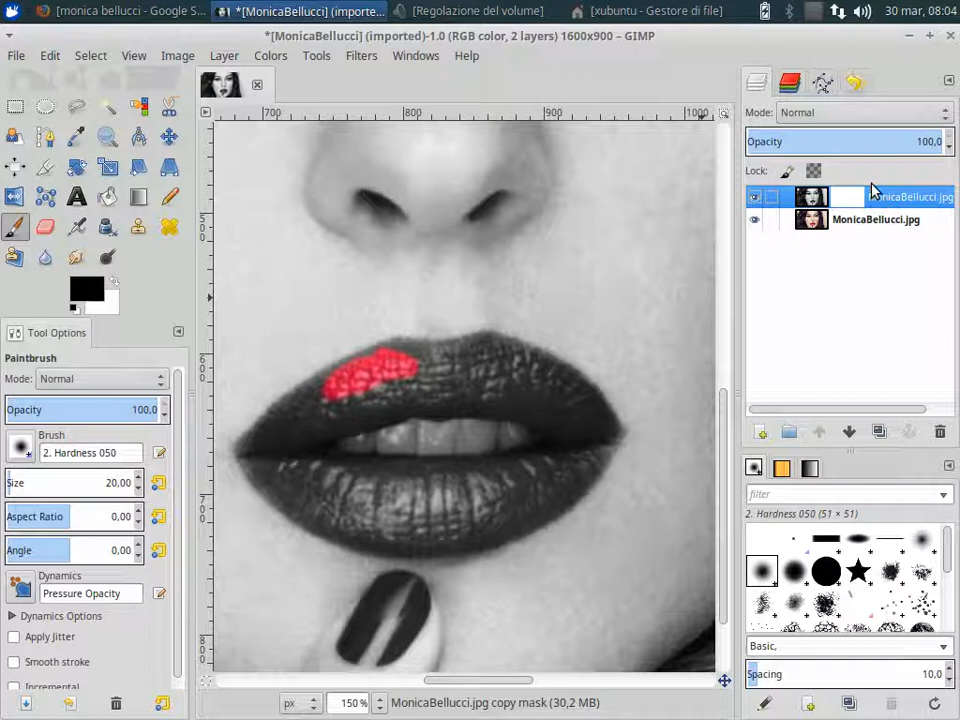 [monica bellucci - Google S...
*[MonicaBellucci] (importe...
[Regolazione del volume]
[xubuntu - Gestore di file]
30 mar, 08:04
*[MonicaBellucci] (imported)-1.0 (RGB color, 2 layers) 1600x900 – GIMP
File Edit Select View Image Layer Colors Tools Filters Windows Help
700 800 900 1000
Mode: Normal
Opacity 100,0
Lock:
MonicaBellucci.jpg
MonicaBellucci.jpg
500
600
700
800
Tool Options
Paintbrush
Mode: Normal
Opacity 100,0
Brush
2. Hardness 050
Size 20,00
Aspect Ratio 0,00
Angle 0,00
Dynamics
Pressure Opacity
Dynamics Options
Apply Jitter
Smooth stroke
Incremental
filter
2. Hardness 050 (51 × 51)
Basic,
Spacing 10,0
px 150 % MonicaBellucci.jpg copy mask (30,2 MB)